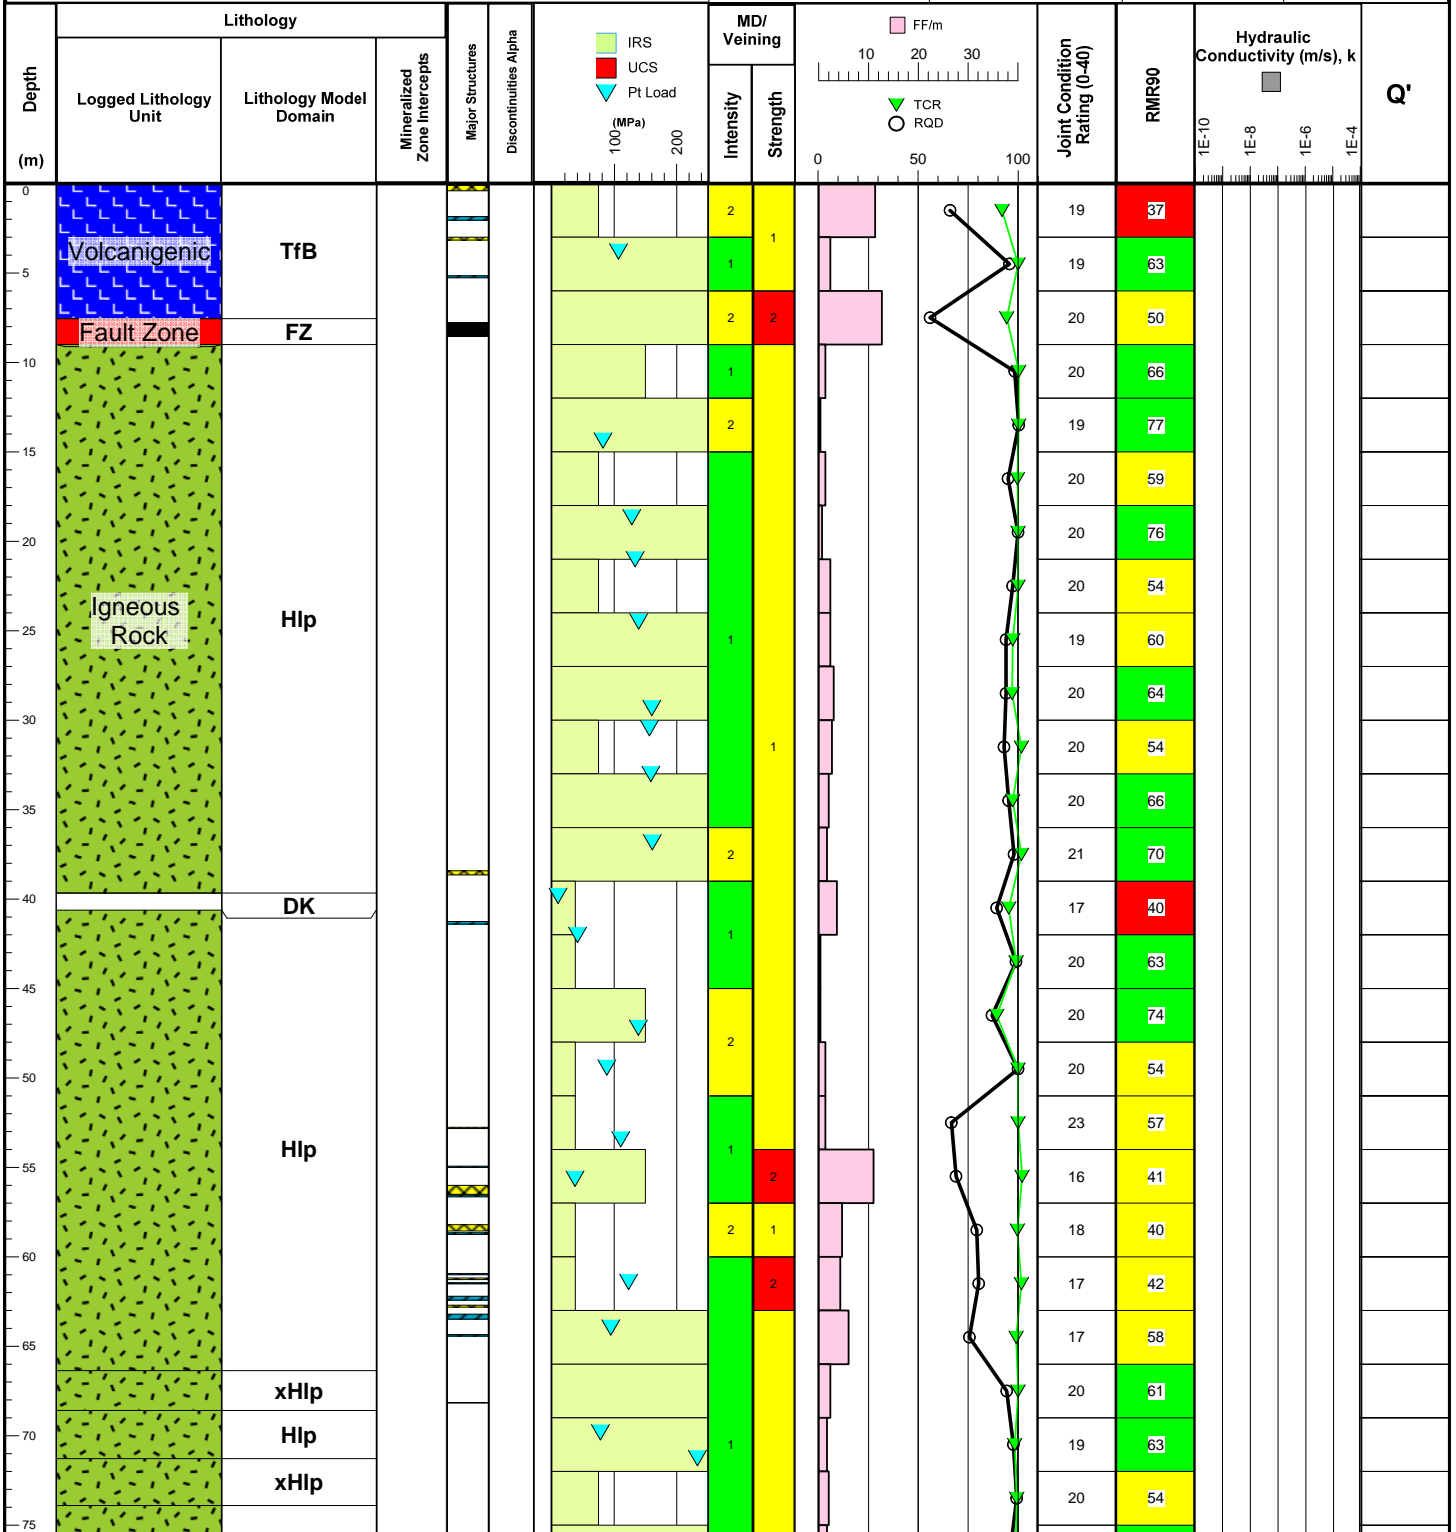 Lithology
Depth
(m)
Logged Lithology
Unit
Lithology Model
Domain
Mineralized
Zone Intercepts
Major Structures
Discontinuities Alpha
IRS
UCS
Pt Load
(MPa)
100 200
MD/
Veining
Intensity
Strength
FF/m
10 20 30
TCR
RQD
0 50 100
Joint Condition
Rating (0-40)
RMR90
Hydraulic
Conductivity (m/s), k
1E-10 1E-8 1E-6 1E-4
Q'
0
2 19 37
Volcanigenic TfB 1
5 1 19 63
Fault Zone FZ 2 2 20 50
10 1 20 66
2 19 77
15
20 59
20 20 76
20 54
Igneous
Rock
Hlp
25 1 19 60
20 64
30
1 20 54
35 20 66
2 21 70
40 DK 17 40
1
20 63
45
20 74
2
50 20 54
23 57
Hlp 1
55 2 16 41
2 1 18 40
60
2 17 42
65 17 58
xHlp 20 61
70 Hlp 1 19 63
xHlp 20 54
75